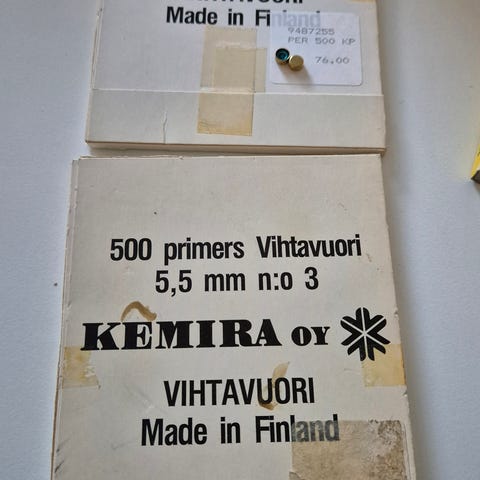 Made in Finland
9487255
PER 500 KP
76,00
500 primers Vihtavuori
5,5 mm n:o 3
KEMIRA OY
VIHTAVUORI
Made in Finland